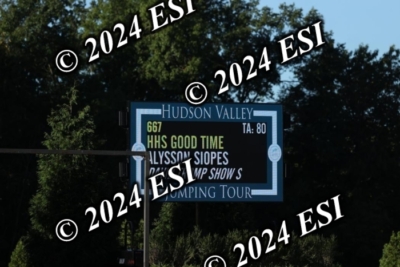 © 2024 ESI
© 2024 ESI
HUDSON VALLEY
667 TA: 80
HHS GOOD TIME
ALYSSON SIOPES
SHOW S
JUMPING TOUR
© 2024 ESI
© 2024 ESI
© 2024 ESI